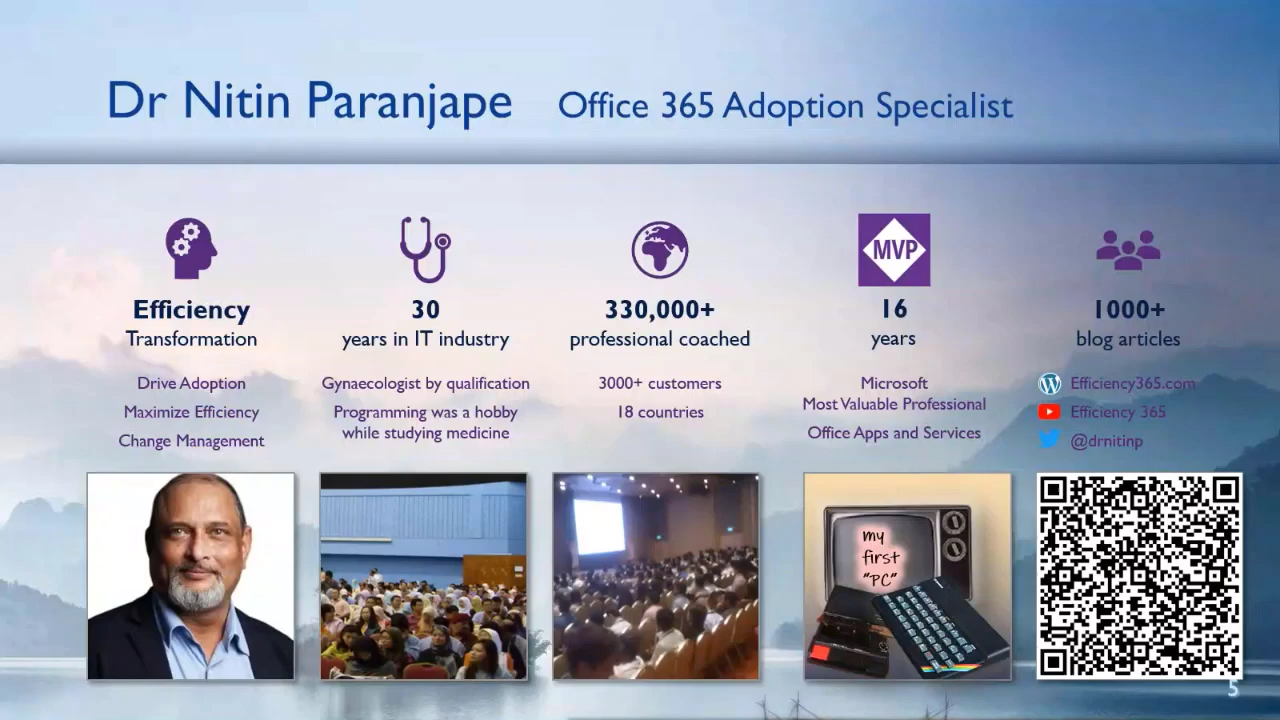 Dr Nitin Paranjape Office 365 Adoption Specialist
Efficiency
Transformation
Drive Adoption
Maximize Efficiency
Change Management
30
years in IT industry
Gynaecologist by qualification
Programming was a hobby
while studying medicine
330,000+
professional coached
3000+ customers
18 countries
MVP
16
years
Microsoft
Most Valuable Professional
Office Apps and Services
1000+
blog articles
Efficiency365.com
Efficiency 365
@drnitinp
my
first
"PC"
5